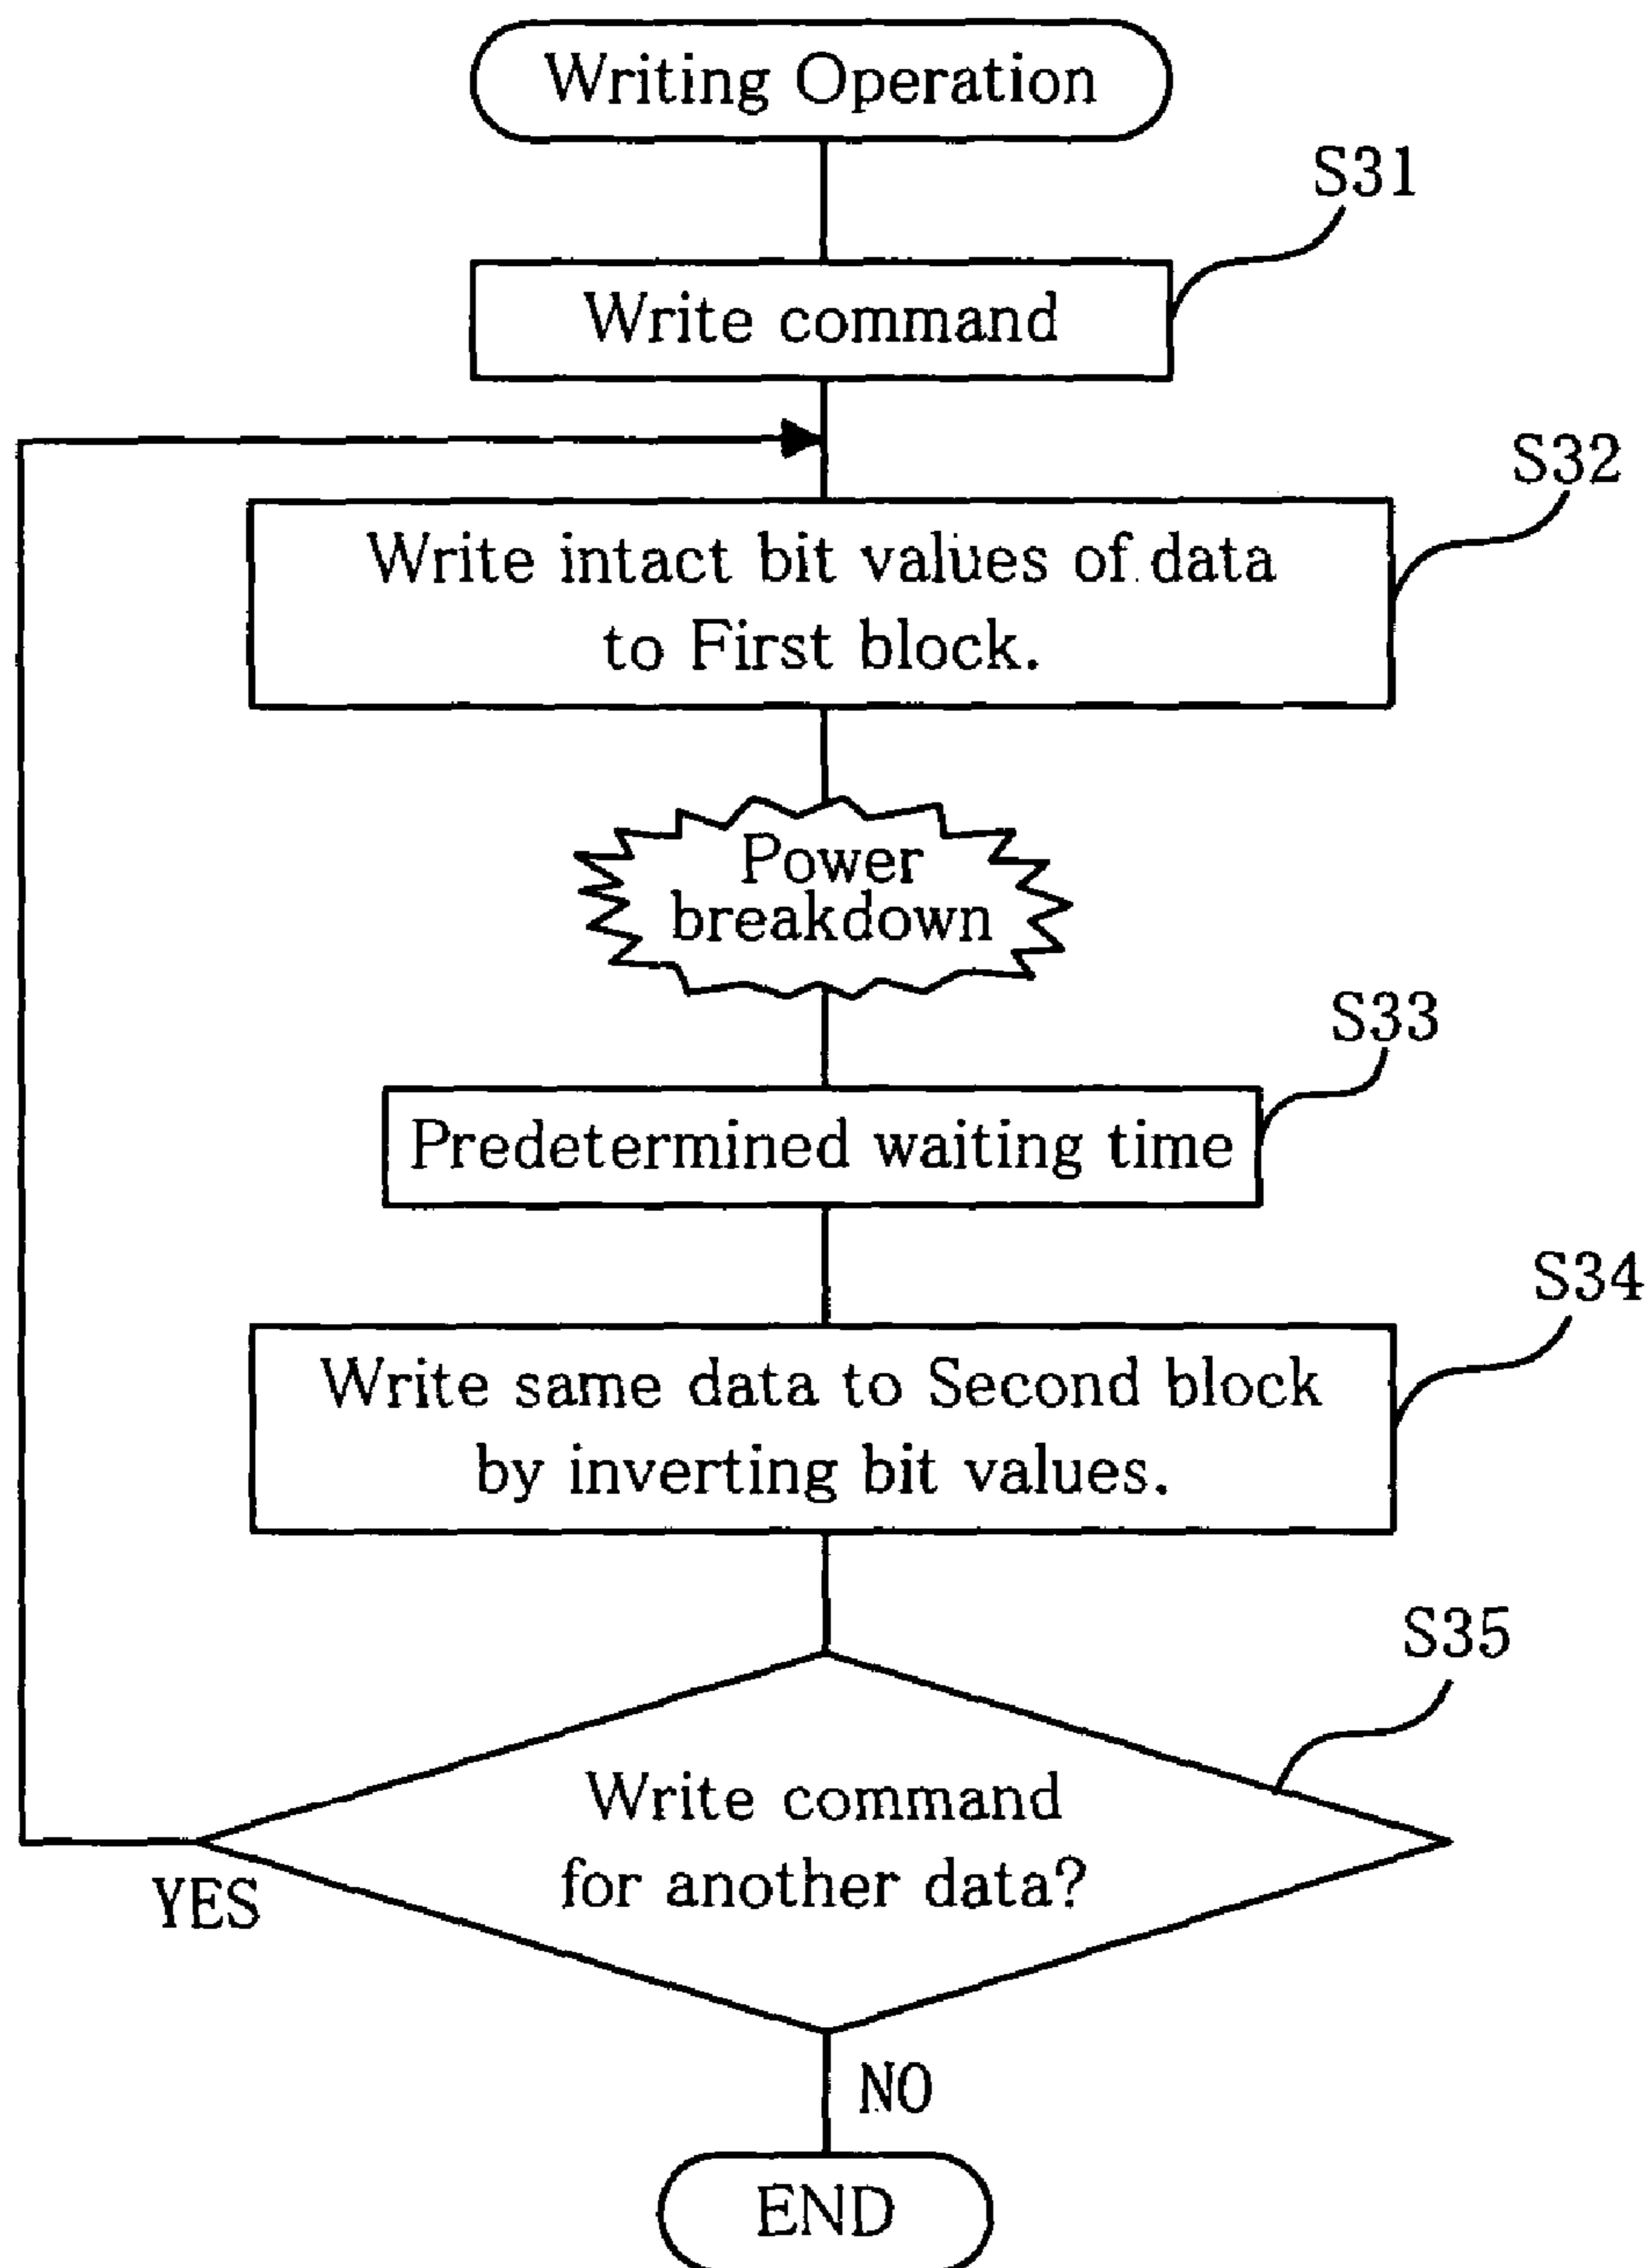 Writing Operation
S31
Write command
S32
Write intact bit values of data
to First block.
Power
breakdown
S33
Predetermined waiting time
S34
Write same data to Second block
by inverting bit values.
S35
Write command
for another data?
YES
NO
END